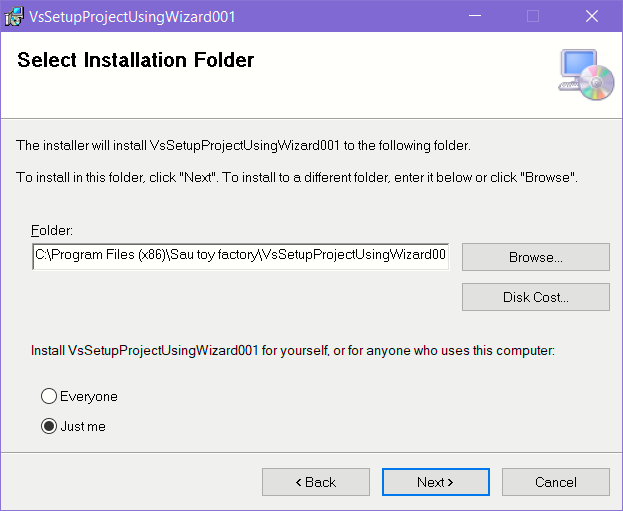 VsSetupProjectUsingWizard001
Select Installation Folder
The installer will install VsSetupProjectUsingWizard001 to the following folder.
To install in this folder, click "Next". To install to a different folder, enter it below or click "Browse".
Folder:
C:\Program Files (x86)\Sau toy factory\VsSetupProjectUsingWizard00
Browse...
Disk Cost...
Install VsSetupProjectUsingWizard001 for yourself, or for anyone who uses this computer:
Everyone
Just me
< Back
Next >
Cancel